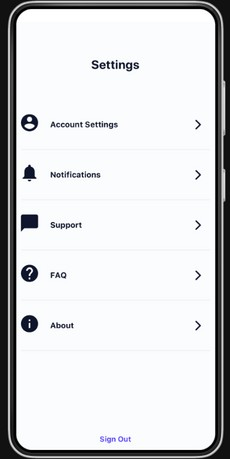 Settings
Account Settings
Notifications
Support
FAQ
About
Sign Out